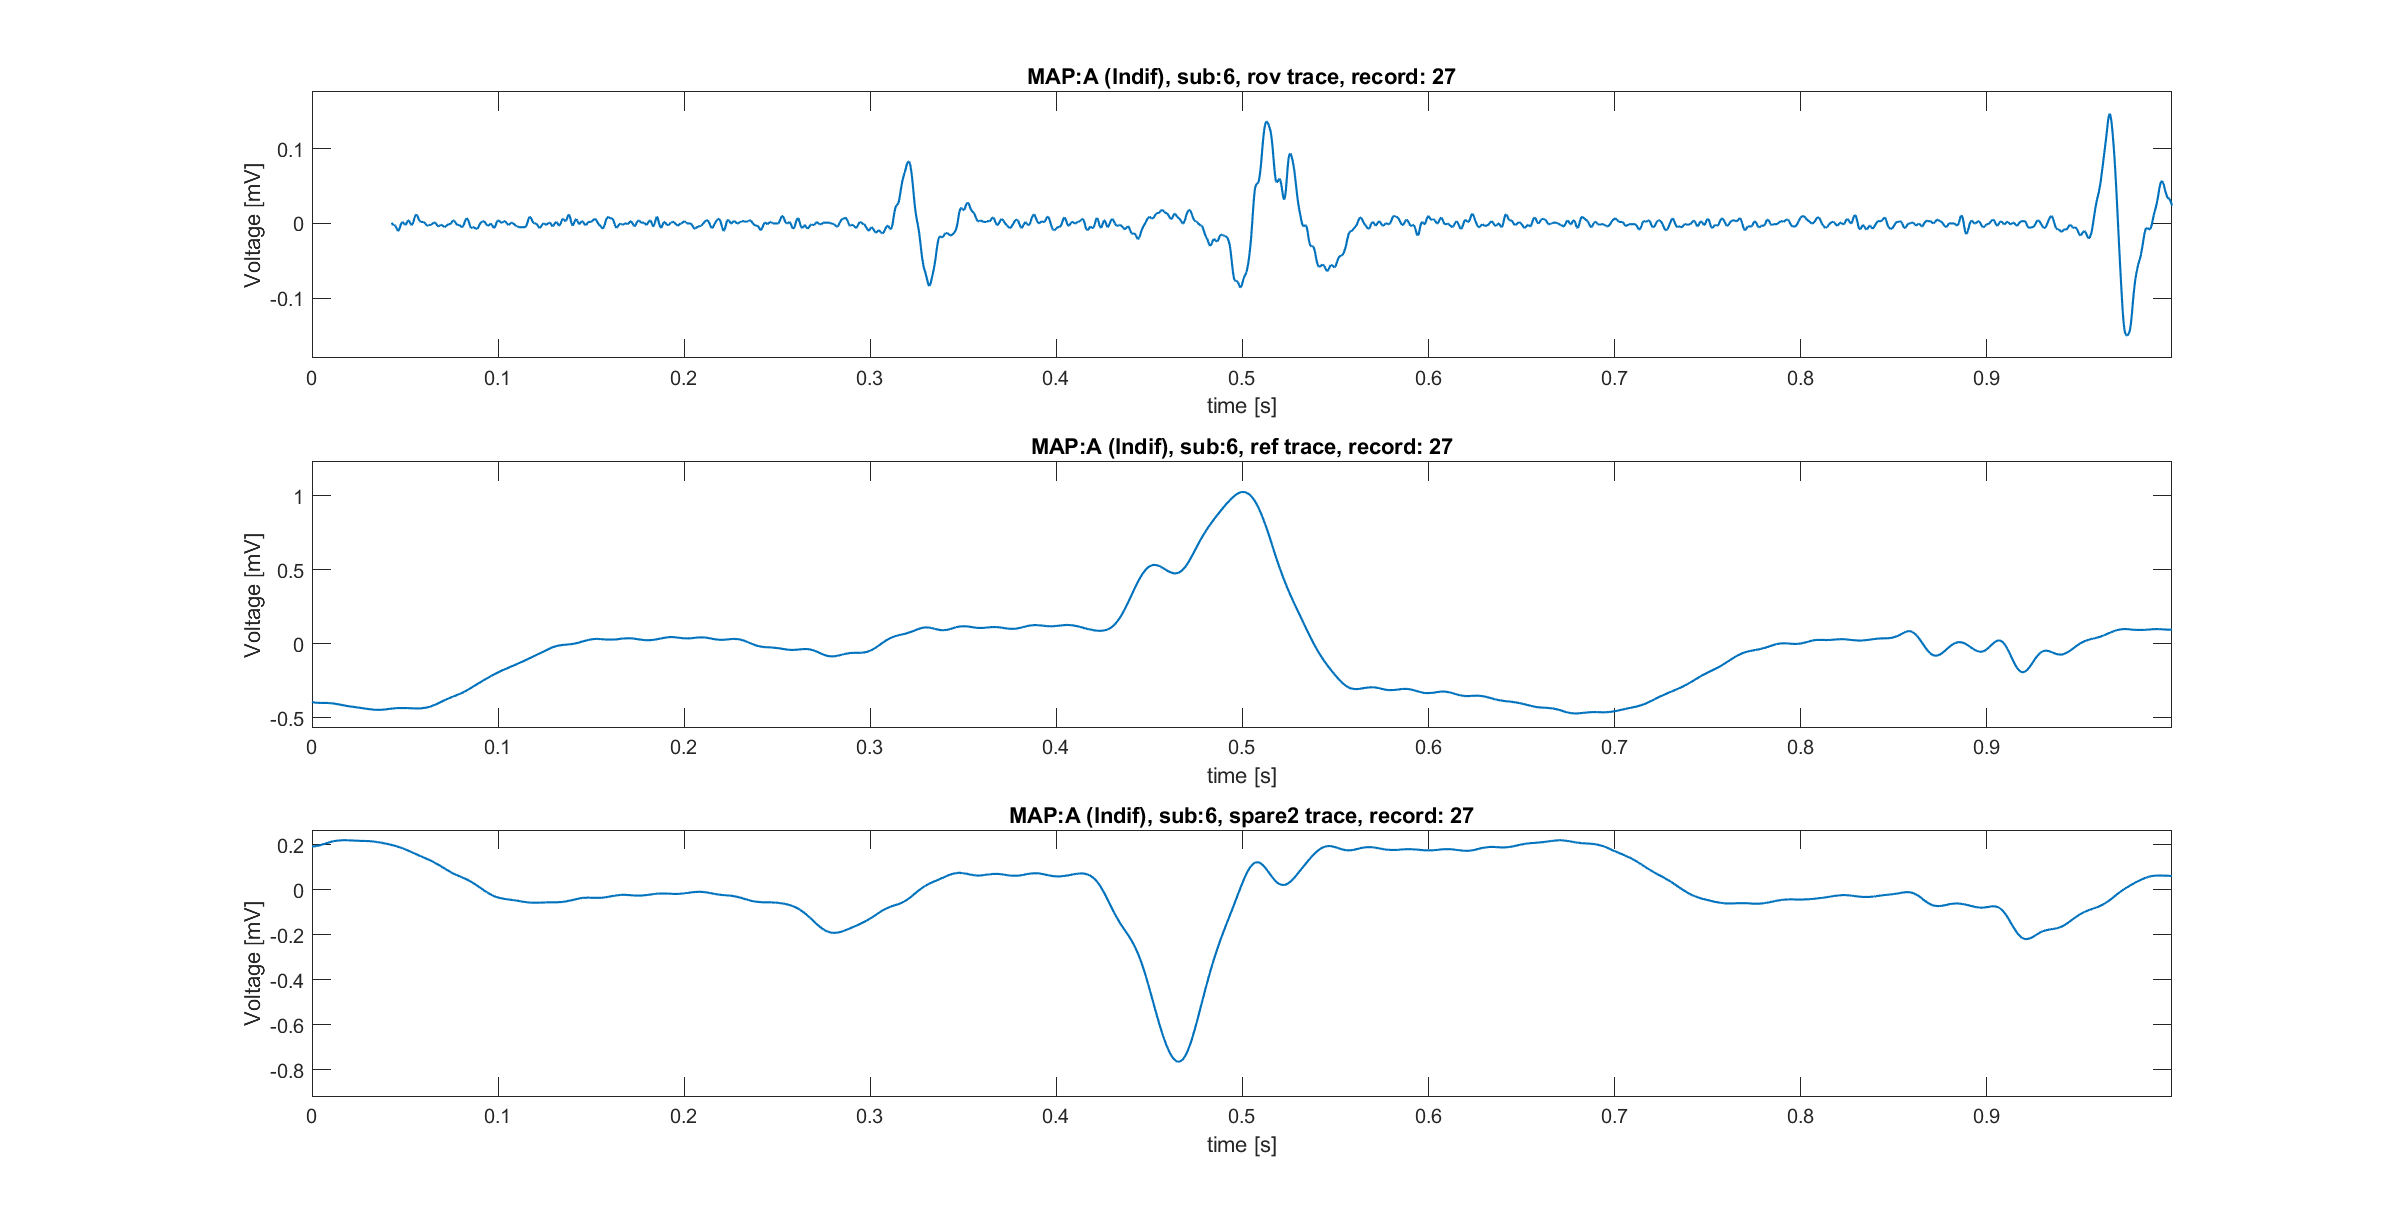 MAP:A (Indif), sub:6, rov trace, record: 27
Voltage [mV]
0.1
0
-0.1
0 0.1 0.2 0.3 0.4 0.5 0.6 0.7 0.8 0.9
time [s]
MAP:A (Indif), sub:6, ref trace, record: 27
Voltage [mV]
1
0.5
0
-0.5
0 0.1 0.2 0.3 0.4 0.5 0.6 0.7 0.8 0.9
time [s]
MAP:A (Indif), sub:6, spare2 trace, record: 27
Voltage [mV]
0.2
0
-0.2
-0.4
-0.6
-0.8
0 0.1 0.2 0.3 0.4 0.5 0.6 0.7 0.8 0.9
time [s]